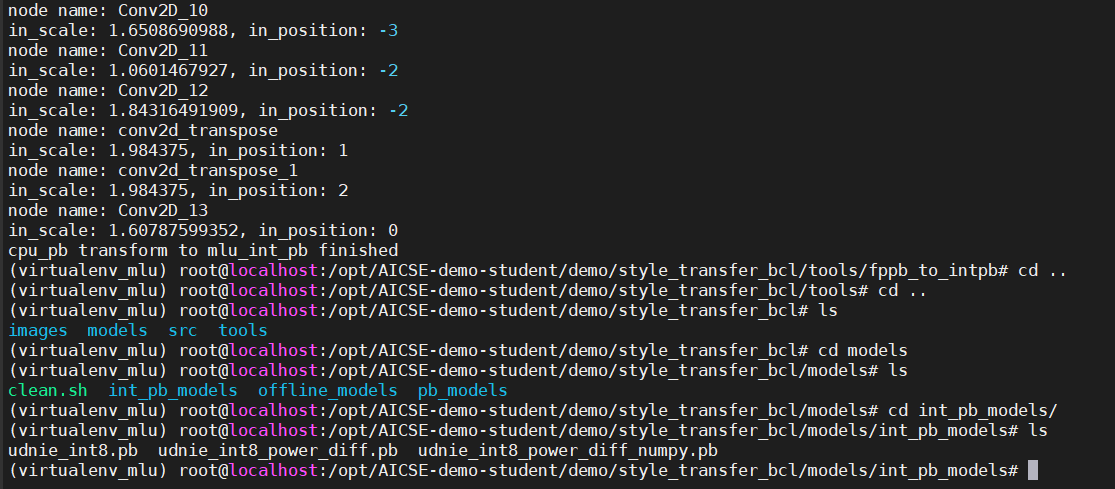 node name: Conv2D_10
in_scale: 1.6508690988, in_position: -3
node name: Conv2D_11
in_scale: 1.0601467927, in_position: -2
node name: Conv2D_12
in_scale: 1.84316491909, in_position: -2
node name: conv2d_transpose
in_scale: 1.984375, in_position: 1
node name: conv2d_transpose_1
in_scale: 1.984375, in_position: 2
node name: Conv2D_13
in_scale: 1.60787599352, in_position: 0
cpu_pb transform to mlu_int_pb finished
(virtualenv_mlu) root@localhost:/opt/AICSE-demo-student/demo/style_transfer_bcl/tools/fppb_to_intpb# cd ..
(virtualenv_mlu) root@localhost:/opt/AICSE-demo-student/demo/style_transfer_bcl/tools# cd ..
(virtualenv_mlu) root@localhost:/opt/AICSE-demo-student/demo/style_transfer_bcl# ls
images  models  src  tools
(virtualenv_mlu) root@localhost:/opt/AICSE-demo-student/demo/style_transfer_bcl# cd models
(virtualenv_mlu) root@localhost:/opt/AICSE-demo-student/demo/style_transfer_bcl/models# ls
clean.sh  int_pb_models  offline_models  pb_models
(virtualenv_mlu) root@localhost:/opt/AICSE-demo-student/demo/style_transfer_bcl/models# cd int_pb_models/
(virtualenv_mlu) root@localhost:/opt/AICSE-demo-student/demo/style_transfer_bcl/models/int_pb_models# ls
udnie_int8.pb  udnie_int8_power_diff.pb  udnie_int8_power_diff_numpy.pb
(virtualenv_mlu) root@localhost:/opt/AICSE-demo-student/demo/style_transfer_bcl/models/int_pb_models#